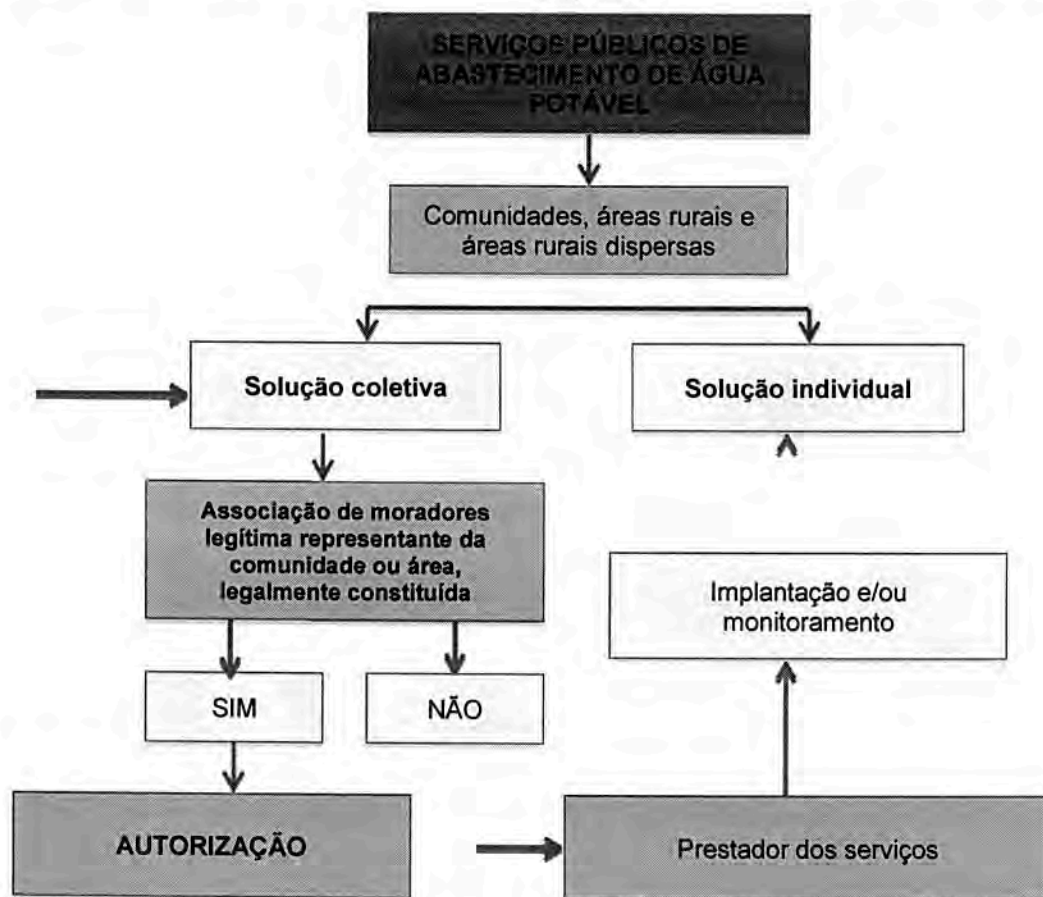 SERVIÇOS PÚBLICOS DE
ABASTECIMENTO DE ÁGUA
POTÁVEL
Comunidades, áreas rurais e
áreas rurais dispersas
Solução coletiva
Solução individual
Associação de moradores
legítima representante da
comunidade ou área,
legalmente constituída
Implantação e/ou
monitoramento
SIM
NÃO
AUTORIZAÇÃO
Prestador dos serviços